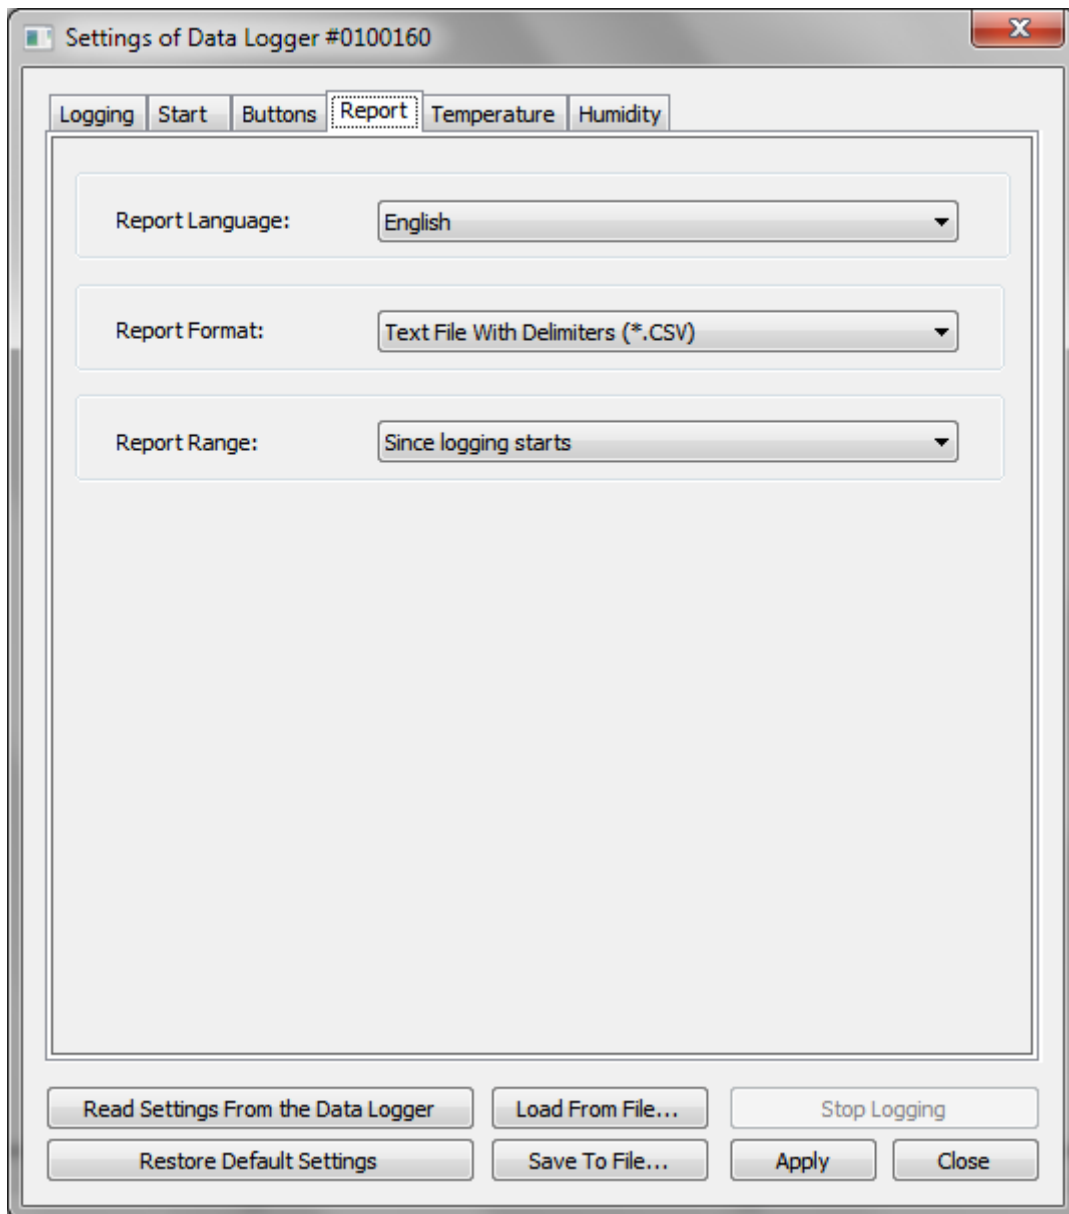 Settings of Data Logger #0100160
Logging Start Buttons Report Temperature Humidity
Report Language: English
Report Format: Text File With Delimiters (*.CSV)
Report Range: Since logging starts
Read Settings From the Data Logger Load From File... Stop Logging
Restore Default Settings Save To File... Apply Close